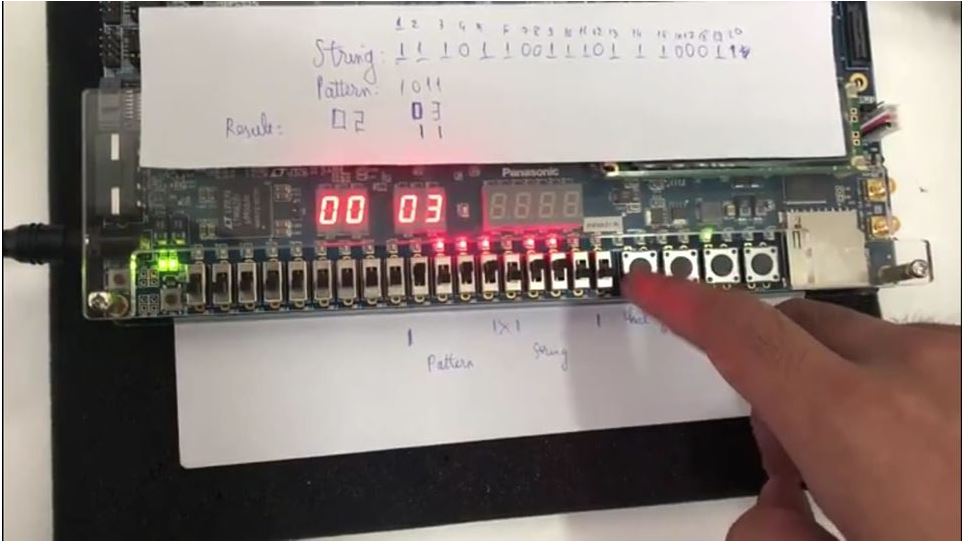 1 2 3 4 5 6 7 8 9 10 11 12 13 14 15 16 17 18 19 20
String: 1 1 1 0 1 1 0 0 1 1 1 0 1 1 1 0 0 0 1 1
Pattern: 1011
Result: 02 03
11
Panasonic
00 03
1 1X1 1
Pattern String